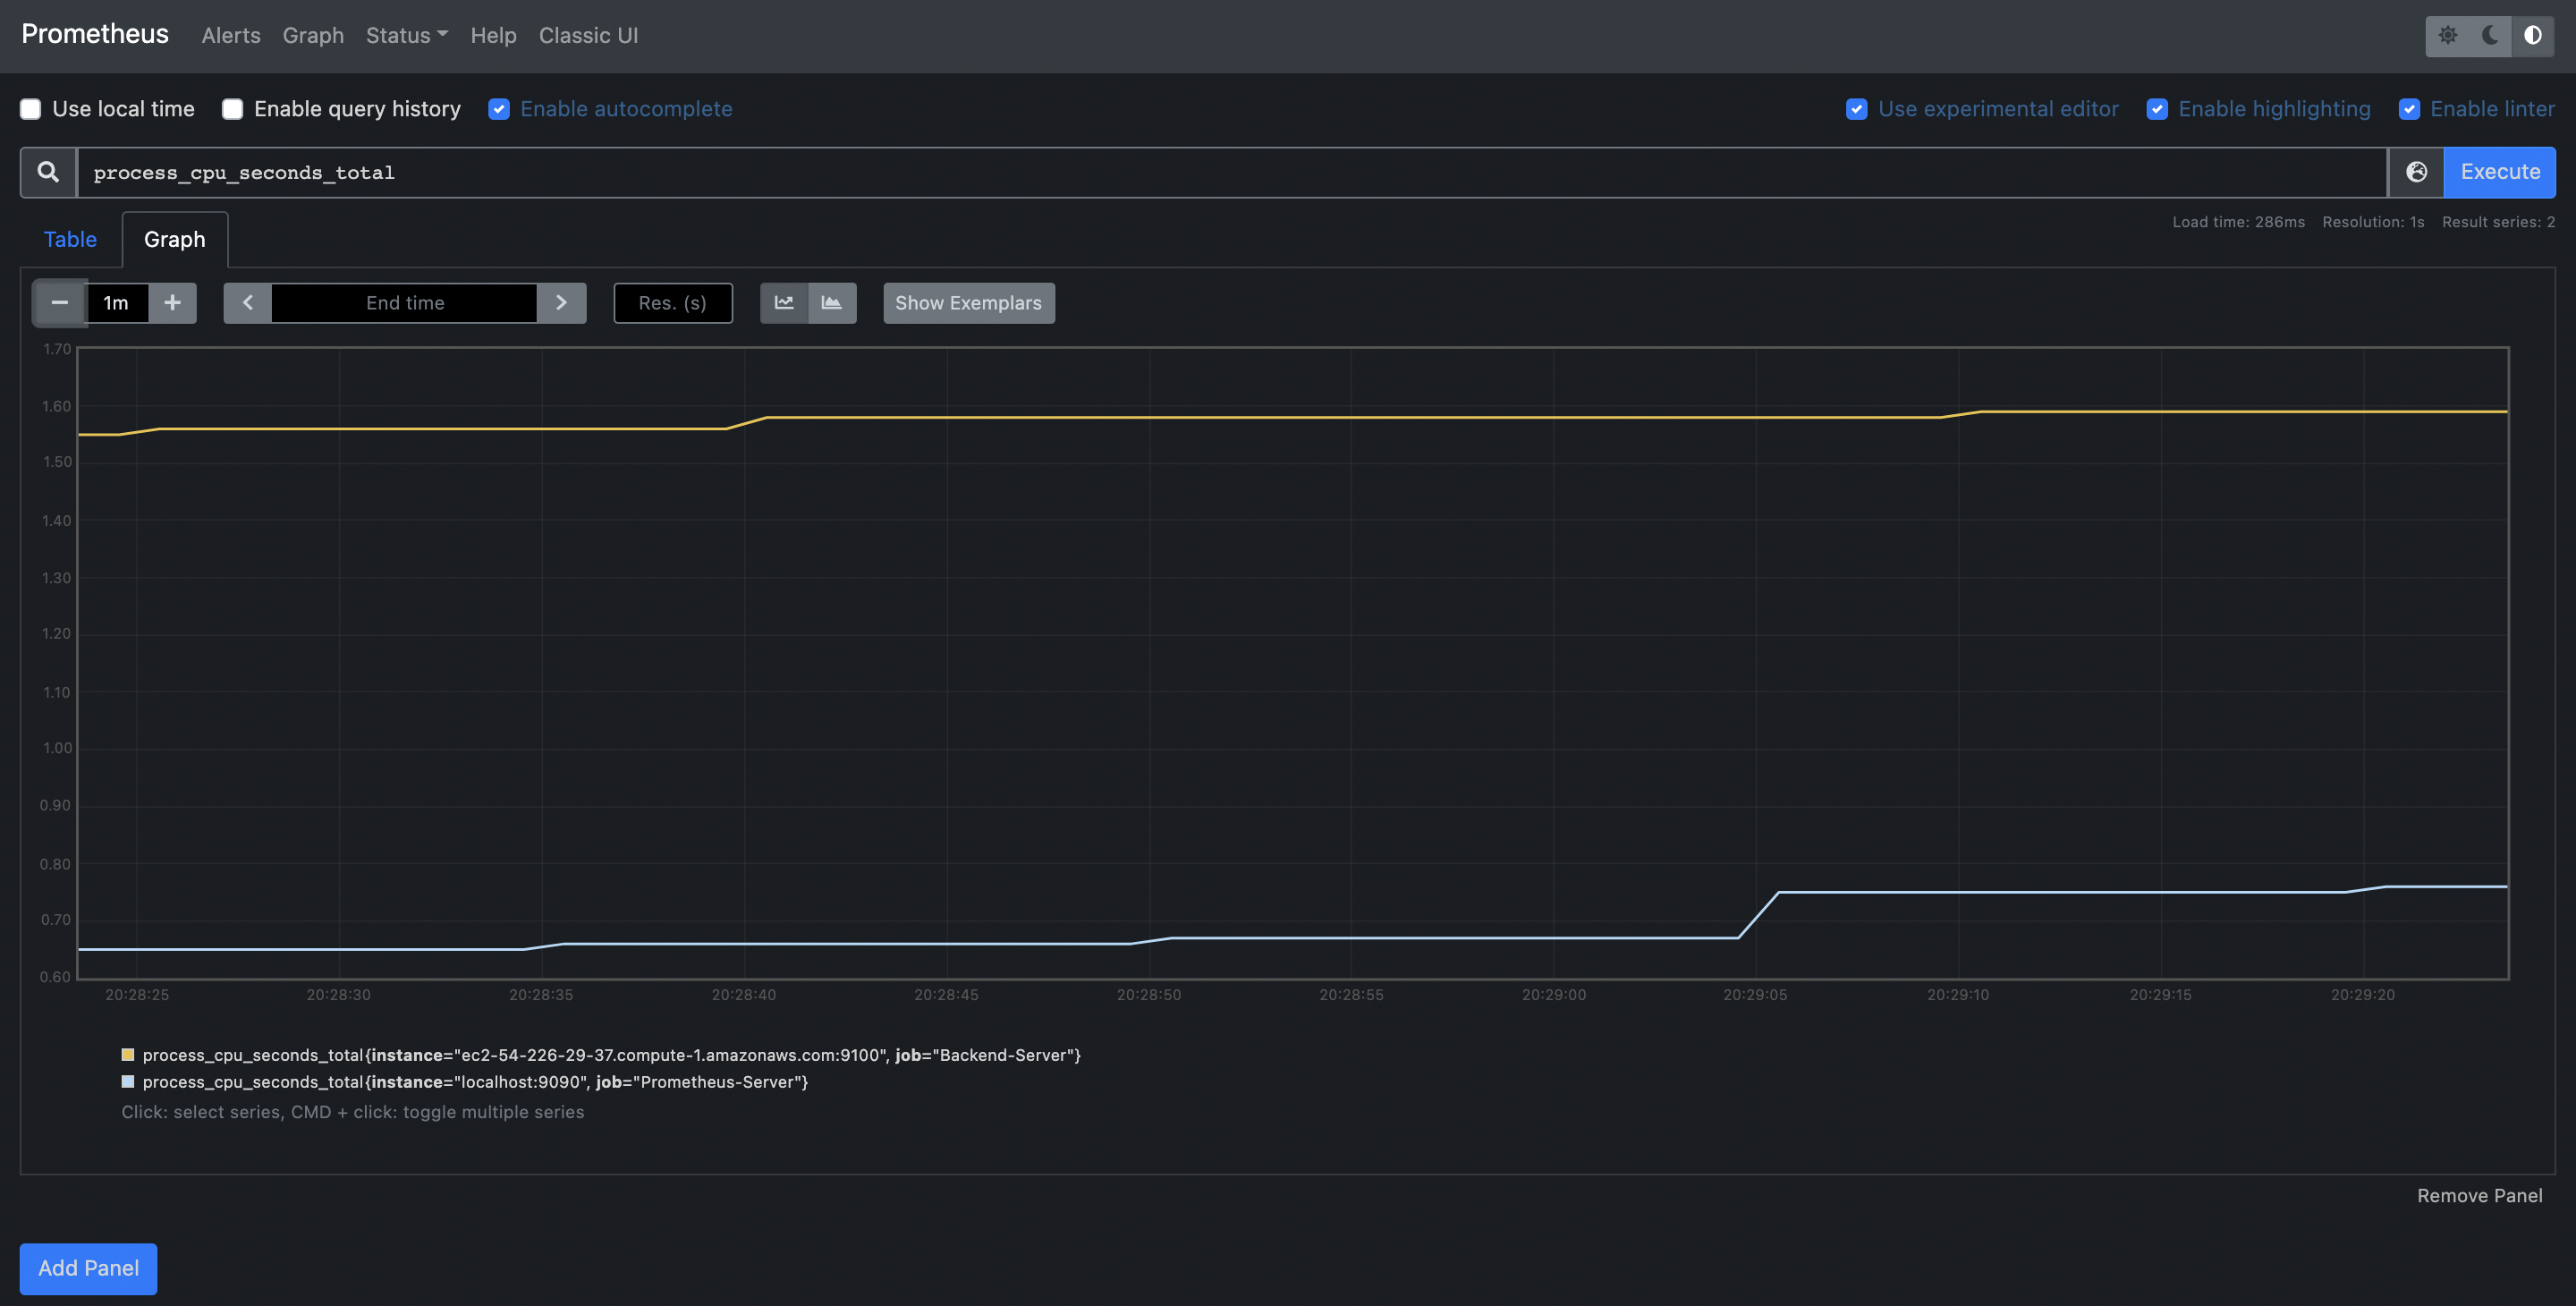 Prometheus Alerts Graph Status Help Classic UI
Use local time Enable query history Enable autocomplete Use experimental editor Enable highlighting Enable linter
process_cpu_seconds_total Execute
Load time: 286ms Resolution: 1s Result series: 2
Table Graph
− 1m + End time Res. (s) Show Exemplars
1.70
1.60
1.50
1.40
1.30
1.20
1.10
1.00
0.90
0.80
0.70
0.60
20:28:25 20:28:30 20:28:35 20:28:40 20:28:45 20:28:50 20:28:55 20:29:00 20:29:05 20:29:10 20:29:15 20:29:20
process_cpu_seconds_total{instance="ec2-54-226-29-37.compute-1.amazonaws.com:9100", job="Backend-Server"}
process_cpu_seconds_total{instance="localhost:9090", job="Prometheus-Server"}
Click: select series, CMD + click: toggle multiple series
Remove Panel
Add Panel